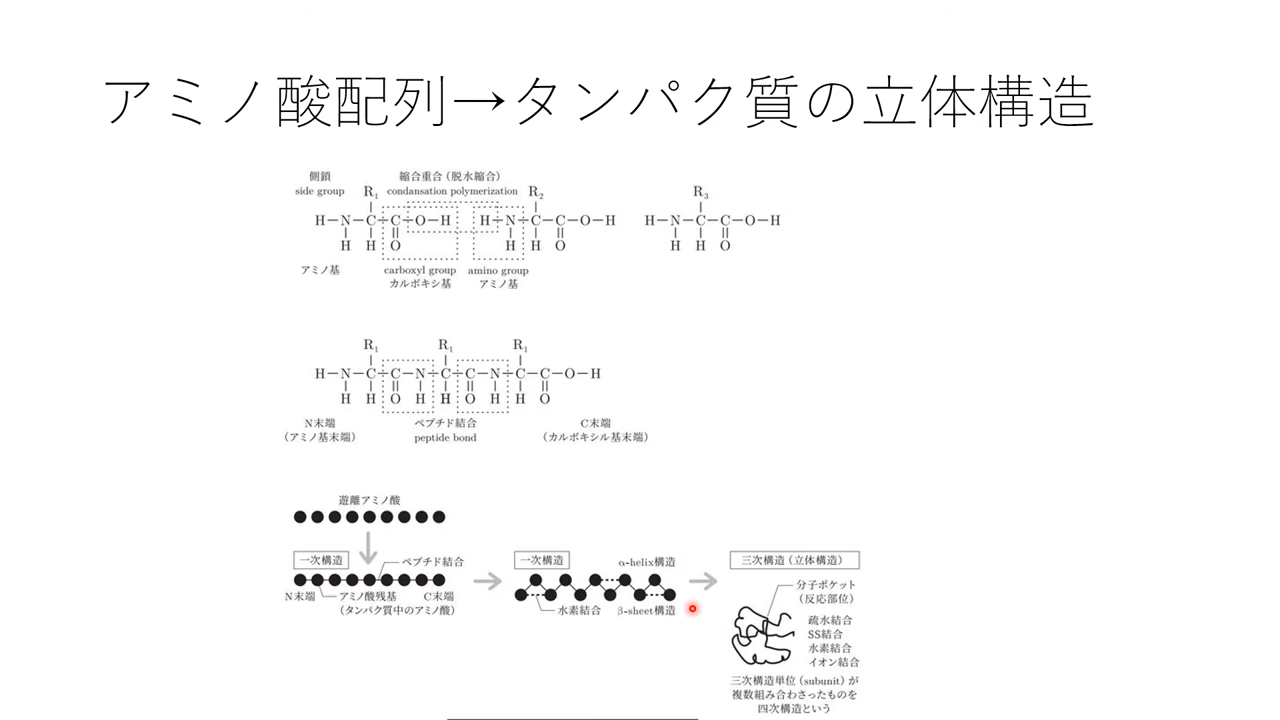 アミノ酸配列→タンパク質の立体構造
側鎖
side group
縮合重合（脱水縮合）
condansation polymerization
R1 R2 R3
H-N-C-C-O-H H-N-C-C-O-H H-N-C-C-O-H
H H O H H O H H O
アミノ基
carboxyl group
カルボキシ基
amino group
アミノ基
R1 R1 R1
H-N-C-C-N-C-C-N-C-C-O-H
H H O H H O H H O
N末端
（アミノ基末端）
ペプチド結合
peptide bond
C末端
（カルボキシル基末端）
遊離アミノ酸
一次構造
ペプチド結合
N末端
アミノ酸残基
（タンパク質中のアミノ酸）
C末端
一次構造
α-helix構造
水素結合
β-sheet構造
三次構造（立体構造）
分子ポケット
（反応部位）
疏水結合
SS結合
水素結合
イオン結合
三次構造単位（subunit）が
複数組み合わさったものを
四次構造という